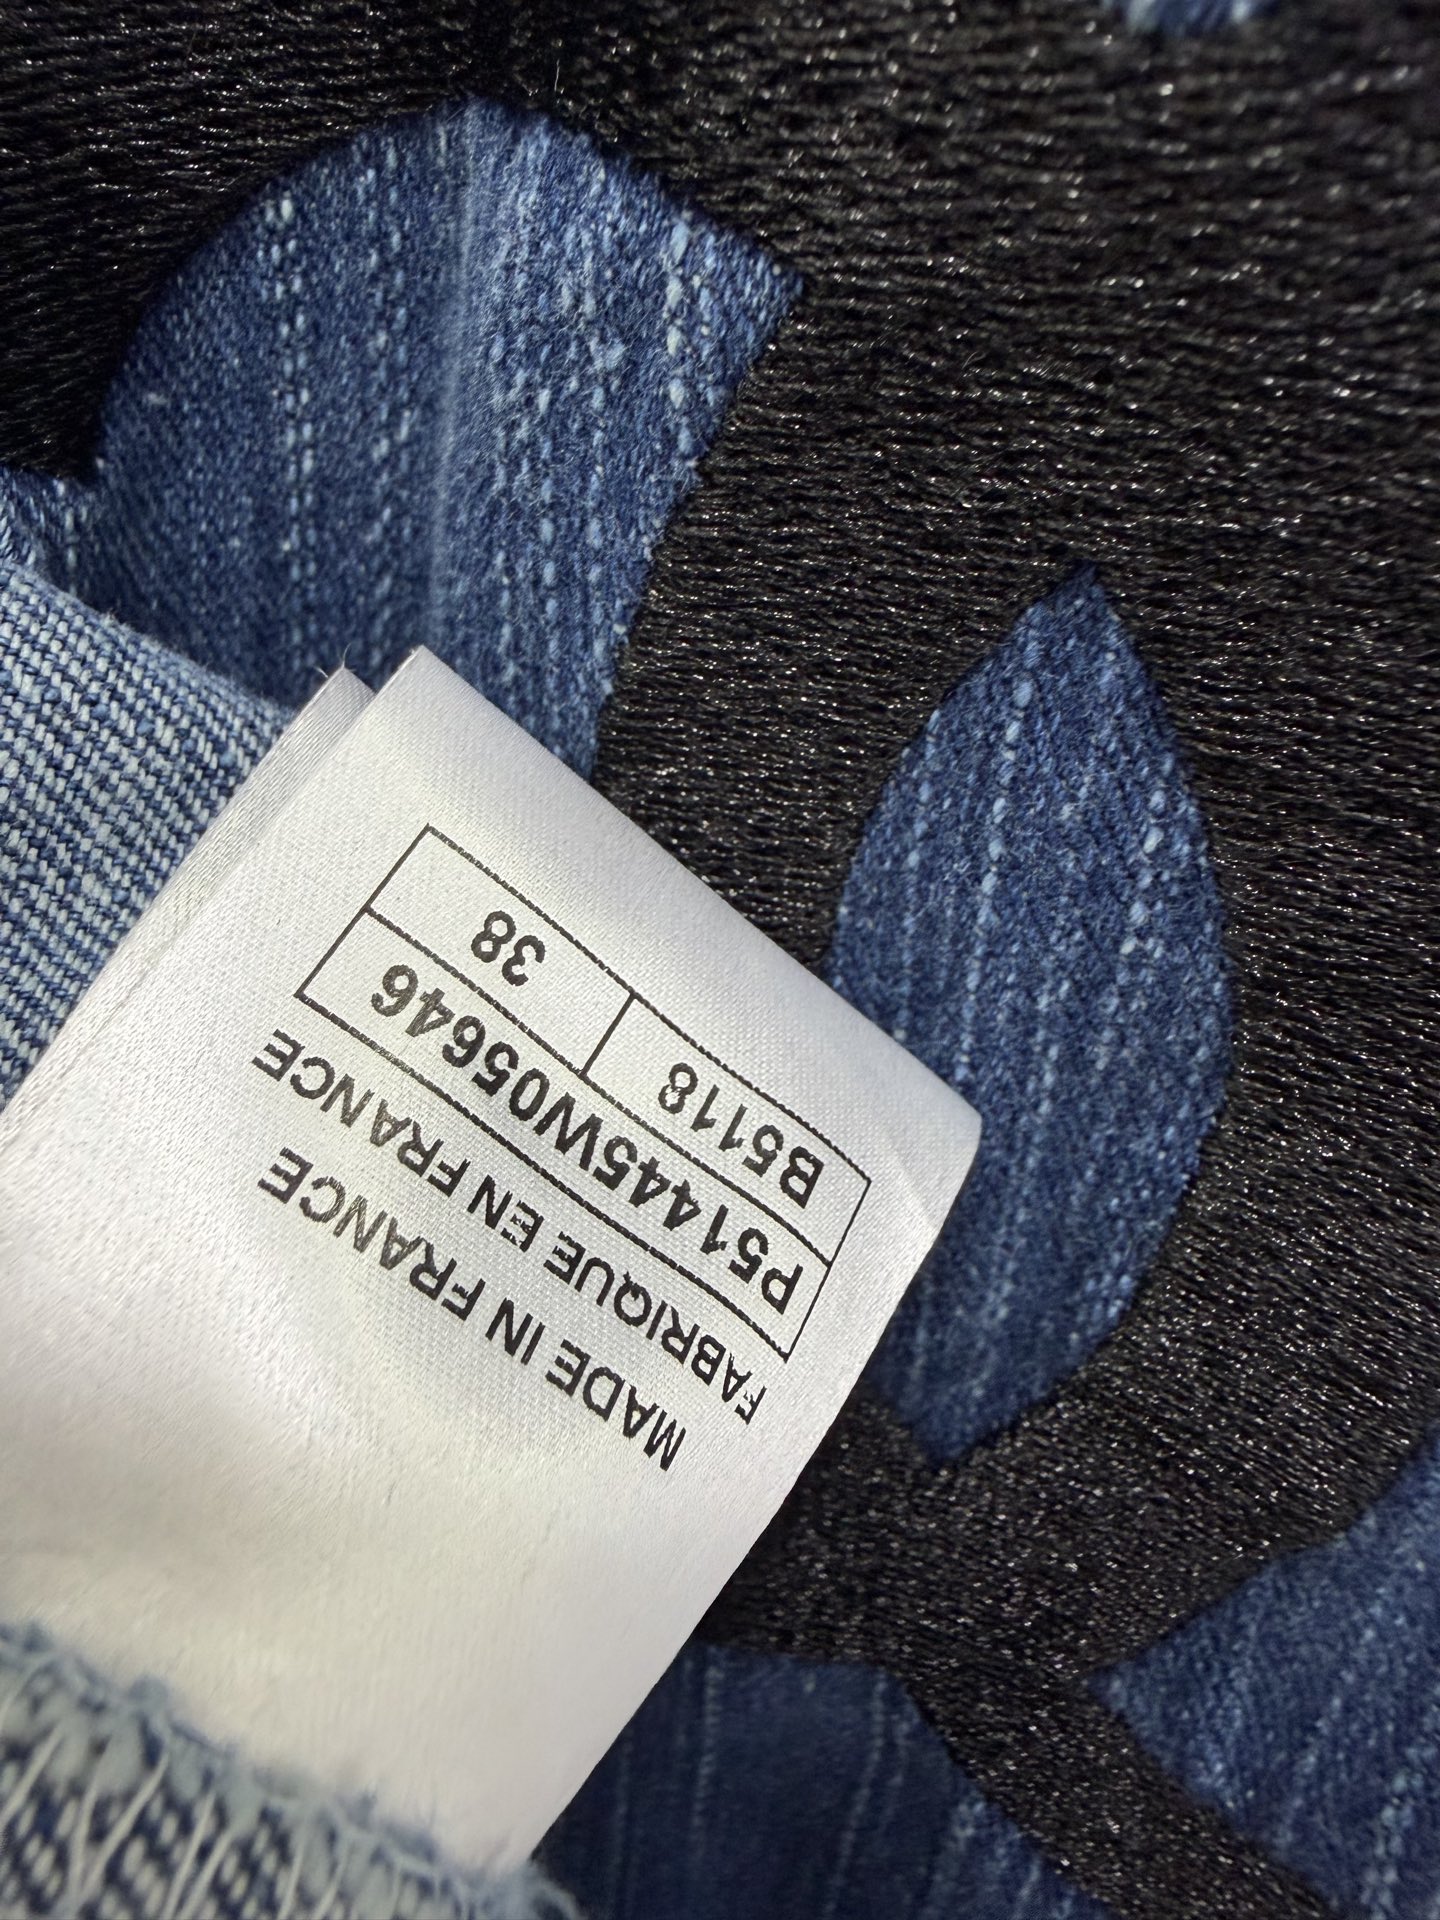 MADE IN FRANCE
FABRIQUE EN FRANCE
P51445W05646
B5118 38